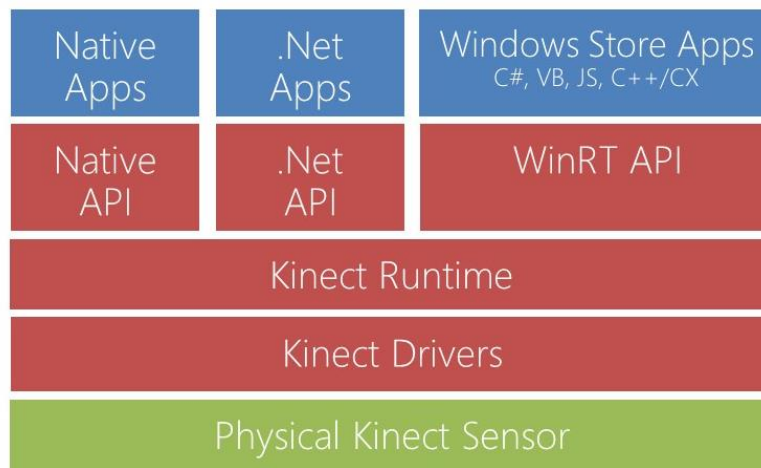 Native
Apps
.Net
Apps
Windows Store Apps
C#, VB, JS, C++/CX
Native
API
.Net
API
WinRT API
Kinect Runtime
Kinect Drivers
Physical Kinect Sensor